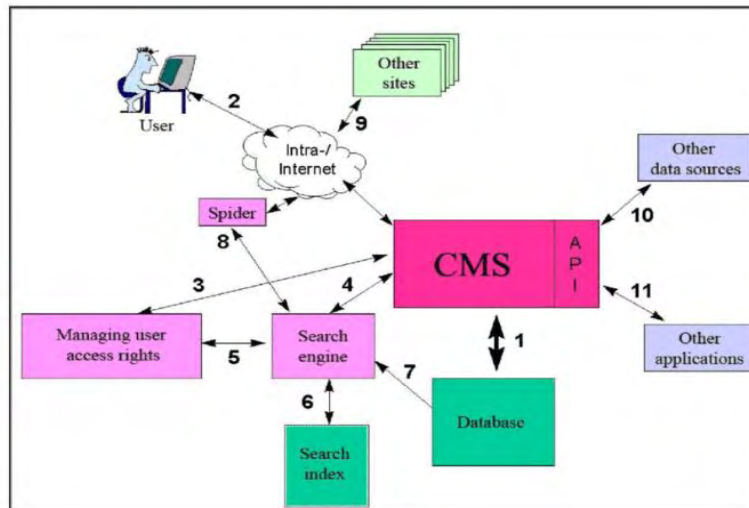 Other
sites
2
9
User
Intra-/
Internet
Other
data sources
Spider
10
8
CMS
A
P
I
3
4
11
Managing user
access rights
5
Search
engine
1
Other
applications
7
6
Database
Search
index